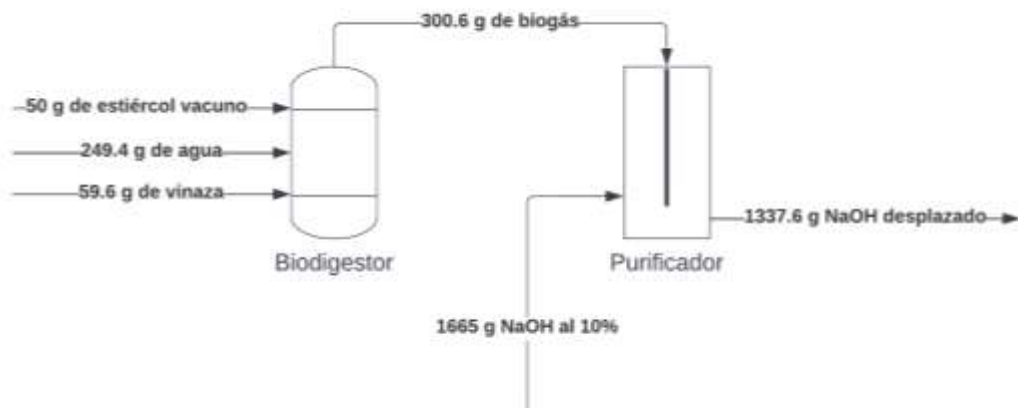 300.6 g de biogás
50 g de estiércol vacuno
249.4 g de agua
59.6 g de vinaza
1337.6 g NaOH desplazado
Biodigestor
Purificador
1665 g NaOH al 10%